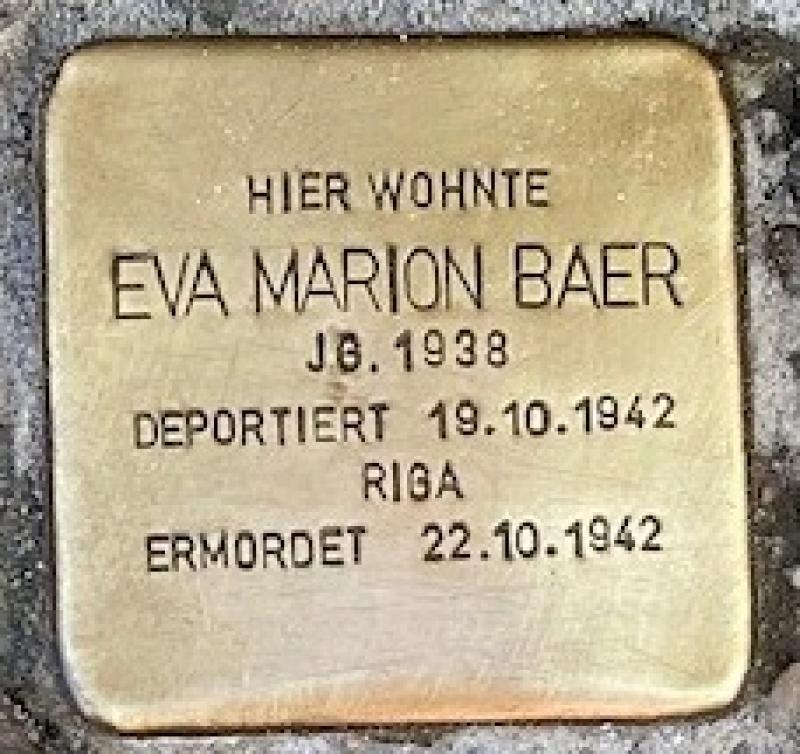 HIER WOHNTE
EVA MARION BAER
JG. 1938
DEPORTIERT 19.10.1942
RIGA
ERMORDET 22.10.1942